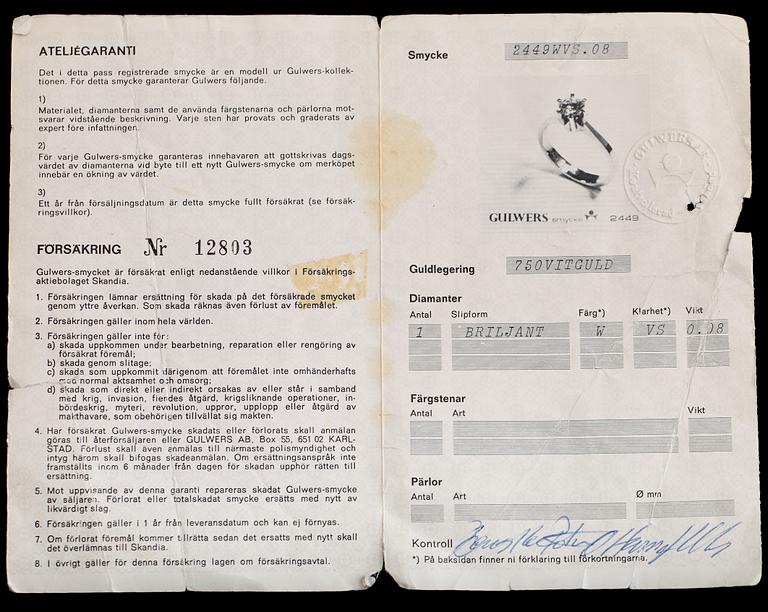 ATELJÉGARANTI
Det i detta pass registrerade smycke är en modell ur Gulwers-kollek-
tionen. För detta smycke garanterar Gulwers följande.
1)
Materialet, diamanterna samt de använda färgstenarna och pärlorna mot-
svarar vidstående beskrivning. Varje sten har provats och graderats av
expert före infattningen.
2)
För varje Gulwers-smycke garanteras innehavaren att gottskrivas dags-
värdet av diamanterna vid byte till ett nytt Gulwers-smycke om merköpet
innebär en ökning av värdet.
3)
Ett år från försäljningsdatum är detta smycke fullt försäkrat (se försäk-
ringsvillkor).
FÖRSÄKRING Nr 12803
Gulwers-smycket är försäkrat enligt nedanstående villkor i Försäkrings-
aktiebolaget Skandia.
1. Försäkringen lämnar ersättning för skada på det försäkrade smycket
genom yttre åverkan. Som skada räknas även förlust av föremålet.
2. Försäkringen gäller inom hela världen.
3. Försäkringen gäller inte för:
a) skada uppkommen under bearbetning, reparation eller rengöring av
försäkrat föremål;
b) skada genom slitage;
c) skada som uppkommit därigenom att föremålet inte omhänderhafts
med normal aktsamhet och omsorg;
d) skada som direkt eller indirekt orsakas av eller står i samband
med krig, invasion, fiendes åtgärd, krigsliknande operationer, in-
bördeskrig, myteri, revolution, uppror, upplopp eller åtgärd av
makthavare, som obehörigen tillvällat sig makten.
4. Har försäkrat Gulwers-smycke skadats eller förlorats skall anmälan
göras till återförsäljaren eller GULWERS AB, Box 55, 651 02 KARL-
STAD. Förlust skall även anmälas till närmaste polismyndighet och
intyg härom skall bifogas skadeanmälan. Om ersättningsanspråk inte
framställts inom 6 månader från dagen för skadan upphör rätten till
ersättning.
5. Mot uppvisande av denna garanti repareras skadat Gulwers-smycke
av säljaren. Förlorat eller totalskadat smycke ersätts med nytt av
likvärdigt slag.
6. Försäkringen gäller i 1 år från leveransdatum och kan ej förnyas.
7. Om förlorat föremål kommer tillrätta sedan det ersatts med nytt skall
det överlämnas till Skandia.
8. I övrigt gäller för denna försäkring lagen om försäkringsavtal.
Smycke 2449WVS.08
GULWERS smycke 2449
GULWERS AB
Guldlegering 750VITGULD
Diamanter
Antal Slipform Färg*) Klarhet*) Vikt
1 BRILJANT W VS 0.08
Färgstenar
Antal Art Vikt
Pärlor
Antal Art Ø mm
Kontroll
*) På baksidan finner ni förklaring till förkortningarna.